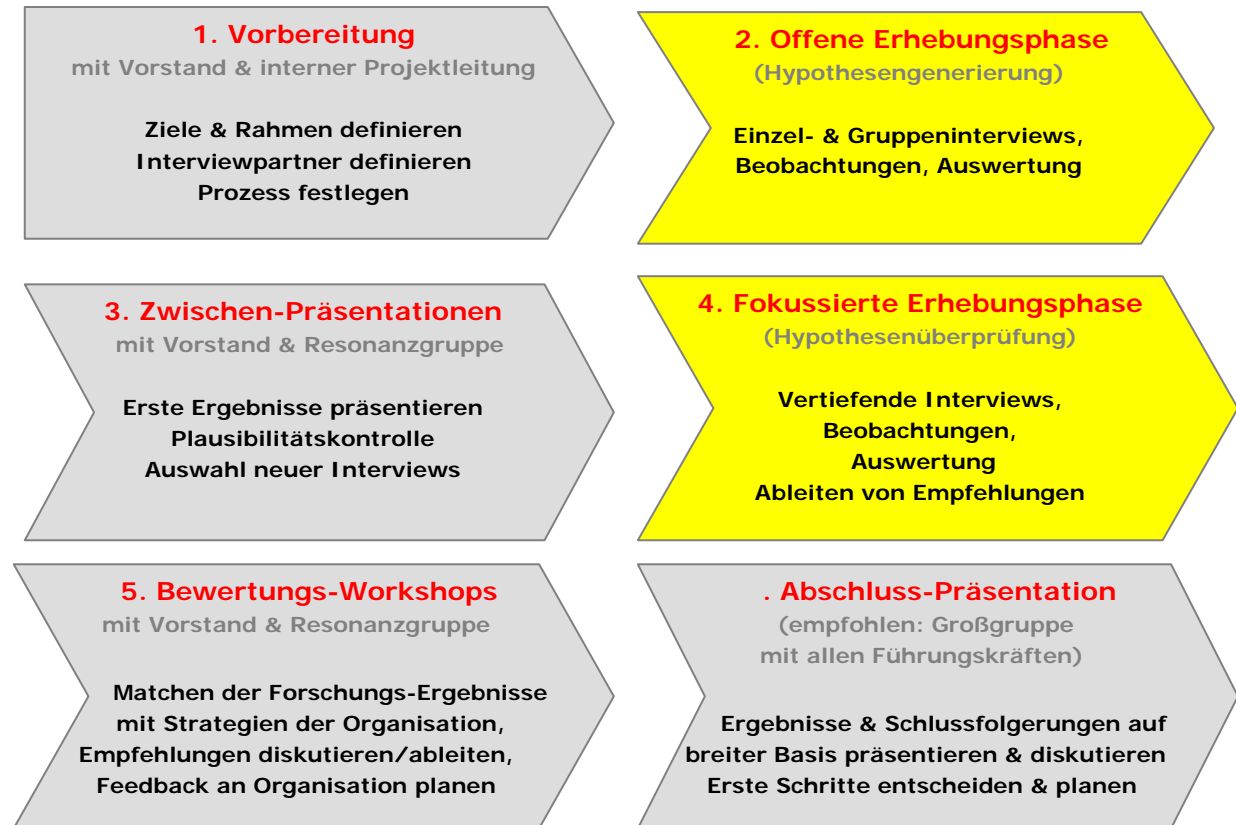 1. Vorbereitung
mit Vorstand & interner Projektleitung
Ziele & Rahmen definieren
Interviewpartner definieren
Prozess festlegen
2. Offene Erhebungsphase
(Hypothesengenerierung)
Einzel- & Gruppeninterviews,
Beobachtungen, Auswertung
3. Zwischen-Präsentationen
mit Vorstand & Resonanzgruppe
Erste Ergebnisse präsentieren
Plausibilitätskontrolle
Auswahl neuer Interviews
4. Fokussierte Erhebungsphase
(Hypothesenüberprüfung)
Vertiefende Interviews,
Beobachtungen,
Auswertung
Ableiten von Empfehlungen
5. Bewertungs-Workshops
mit Vorstand & Resonanzgruppe
Matchen der Forschungs-Ergebnisse
mit Strategien der Organisation,
Empfehlungen diskutieren/ableiten,
Feedback an Organisation planen
. Abschluss-Präsentation
(empfohlen: Großgruppe
mit allen Führungskräften)
Ergebnisse & Schlussfolgerungen auf
breiter Basis präsentieren & diskutieren
Erste Schritte entscheiden & planen